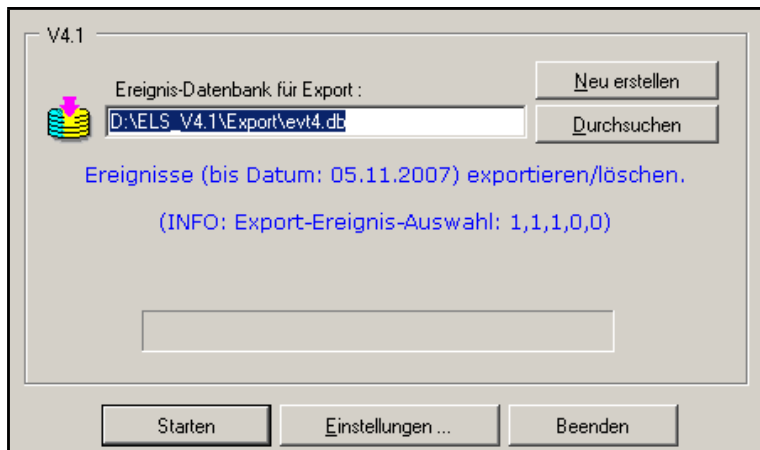 V4.1
Ereignis-Datenbank für Export :
Neu erstellen
D:\ELS_V4.1\Export\evt4.db
Durchsuchen
Ereignisse (bis Datum: 05.11.2007) exportieren/löschen.
(INFO: Export-Ereignis-Auswahl: 1,1,1,0,0)
Starten
Einstellungen ...
Beenden